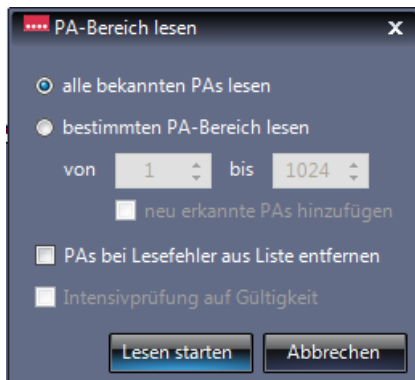 PA-Bereich lesen x
alle bekannten PAs lesen
bestimmten PA-Bereich lesen
von 1 bis 1024
neu erkannte PAs hinzufügen
PAs bei Lesefehler aus Liste entfernen
Intensivprüfung auf Gültigkeit
Lesen starten Abbrechen